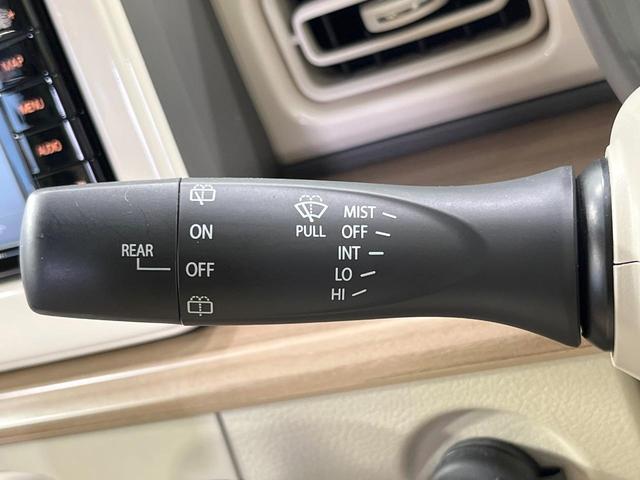 MAP
MENU
AUDIO
REAR
ON
OFF
PULL
MIST
OFF
INT
LO
HI